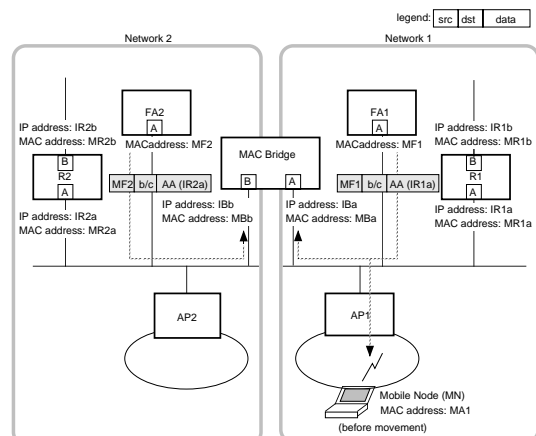 legend: src dst data
Network 2
Network 1
FA2
A
MACaddress: MF2
FA1
A
MACaddress: MF1
IP address: IR2b
MAC address: MR2b
IP address: IR1b
MAC address: MR1b
MAC Bridge
B
A
B
R2
A
B
R1
A
MF2 b/c AA (IR2a)
MF1 b/c AA (IR1a)
IP address: IR2a
MAC address: MR2a
IP address: IBb
MAC address: MBb
IP address: IBa
MAC address: MBa
IP address: IR1a
MAC address: MR1a
AP2
AP1
Mobile Node (MN)
MAC address: MA1
(before movement)